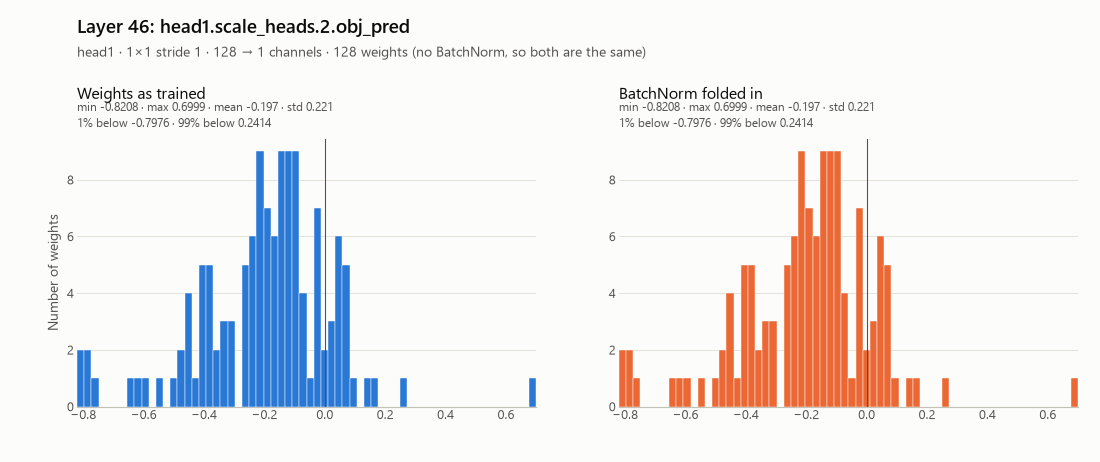 Layer 46: head1.scale_heads.2.obj_pred
head1 · 1×1 stride 1 · 128 → 1 channels · 128 weights (no BatchNorm, so both are the same)
Weights as trained
min -0.8208 · max 0.6999 · mean -0.197 · std 0.221
1% below -0.7976 · 99% below 0.2414
Number of weights
8
6
4
2
0
−0.8 −0.6 −0.4 −0.2 0.0 0.2 0.4 0.6
BatchNorm folded in
min -0.8208 · max 0.6999 · mean -0.197 · std 0.221
1% below -0.7976 · 99% below 0.2414
8
6
4
2
0
−0.8 −0.6 −0.4 −0.2 0.0 0.2 0.4 0.6